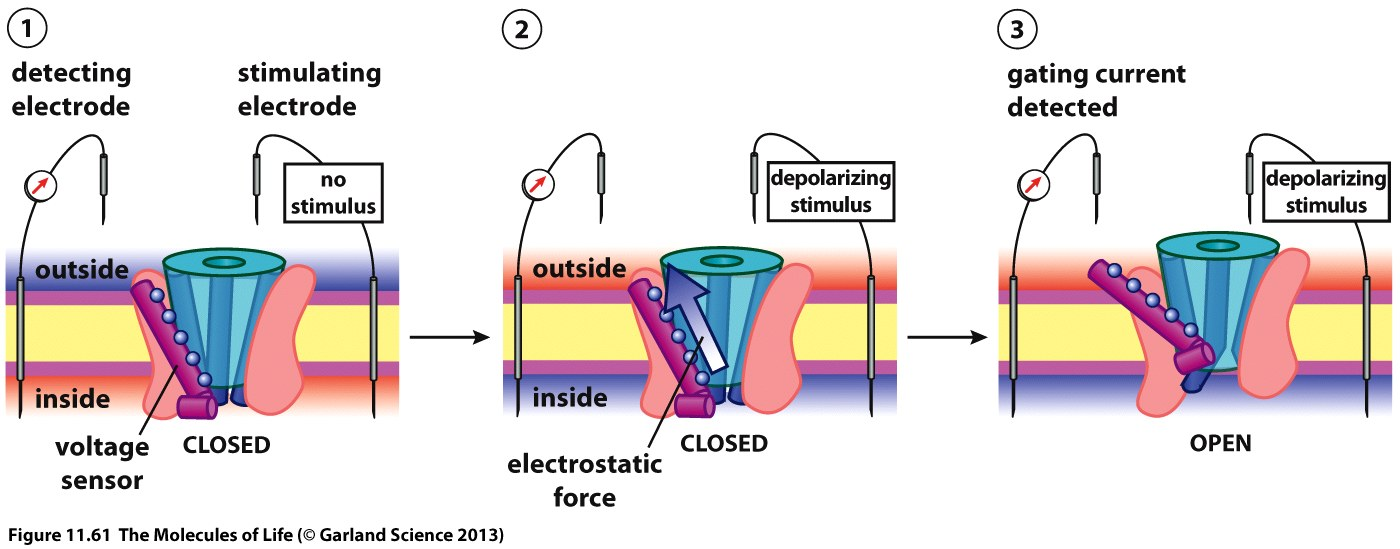 1
detecting
electrode
stimulating
electrode
no
stimulus
outside
inside
voltage
sensor
CLOSED
2
depolarizing
stimulus
outside
inside
electrostatic
force
CLOSED
3
gating current
detected
depolarizing
stimulus
OPEN
Figure 11.61 The Molecules of Life (© Garland Science 2013)